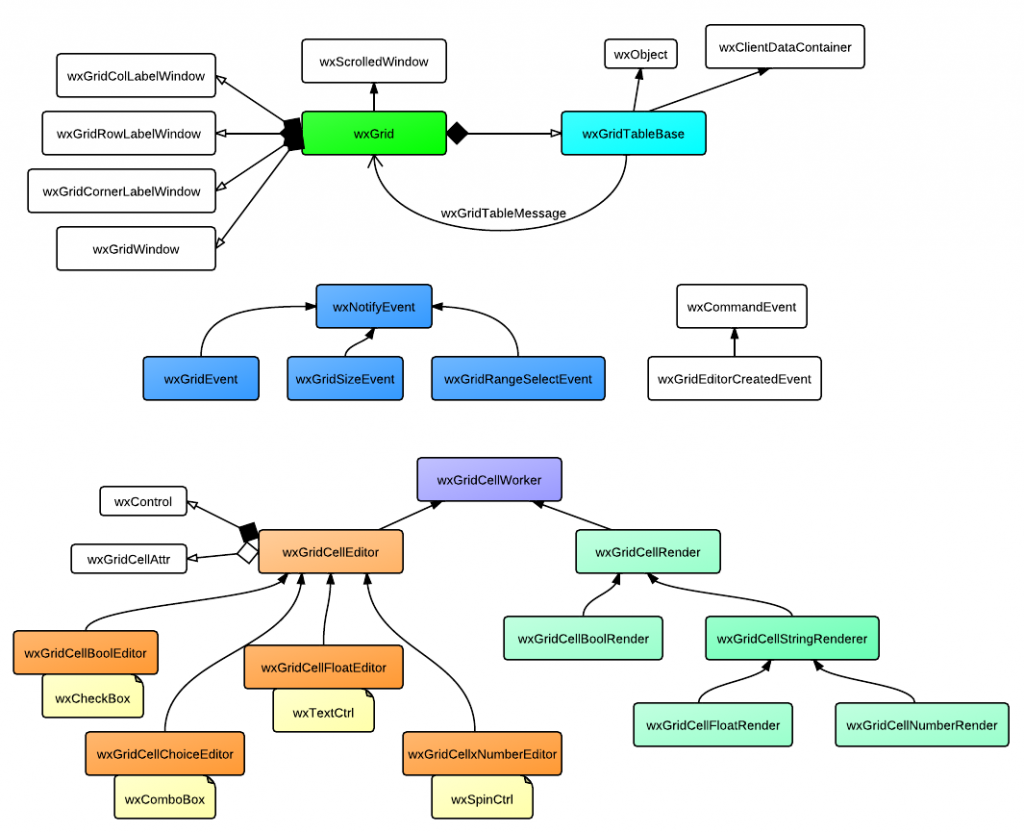 wxClientDataContainer
wxObject
wxScrolledWindow
wxGridColLabelWindow
wxGridRowLabelWindow
wxGrid
wxGridTableBase
wxGridCornerLabelWindow
wxGridTableMessage
wxGridWindow
wxNotifyEvent
wxCommandEvent
wxGridEvent
wxGridSizeEvent
wxGridRangeSelectEvent
wxGridEditorCreatedEvent
wxGridCellWorker
wxControl
wxGridCellAttr
wxGridCellEditor
wxGridCellRender
wxGridCellBoolEditor
wxCheckBox
wxGridCellFloatEditor
wxTextCtrl
wxGridCellBoolRender
wxGridCellStringRenderer
wxGridCellFloatRender
wxGridCellNumberRender
wxGridCellChoiceEditor
wxComboBox
wxGridCellxNumberEditor
wxSpinCtrl